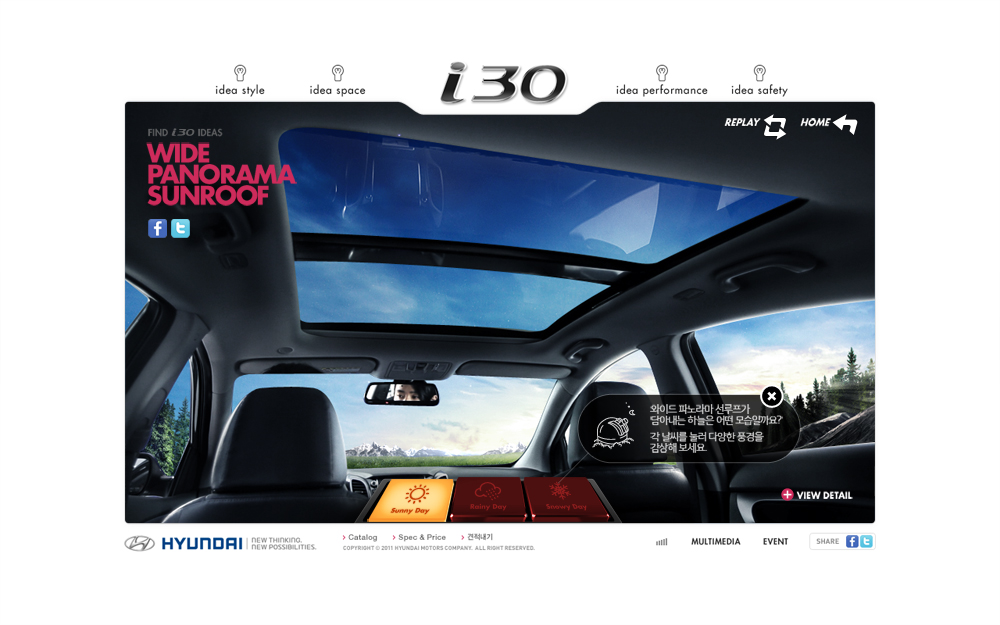 idea style
idea space
i30
idea performance
idea safety
REPLAY
HOME
FIND i30 IDEAS
WIDE
PANORAMA
SUNROOF
와이드 파노라마 선루프가
담아내는 하늘은 어떤 모습일까요?
각 날씨를 눌러 다양한 풍경을
감상해 보세요.
Sunny Day
Rainy Day
Snowy Day
VIEW DETAIL
HYUNDAI
NEW THINKING.
NEW POSSIBILITIES.
Catalog
Spec & Price
견적내기
COPYRIGHT © 2011 HYUNDAI MOTORS COMPANY. ALL RIGHT RESERVED.
MULTIMEDIA
EVENT
SHARE